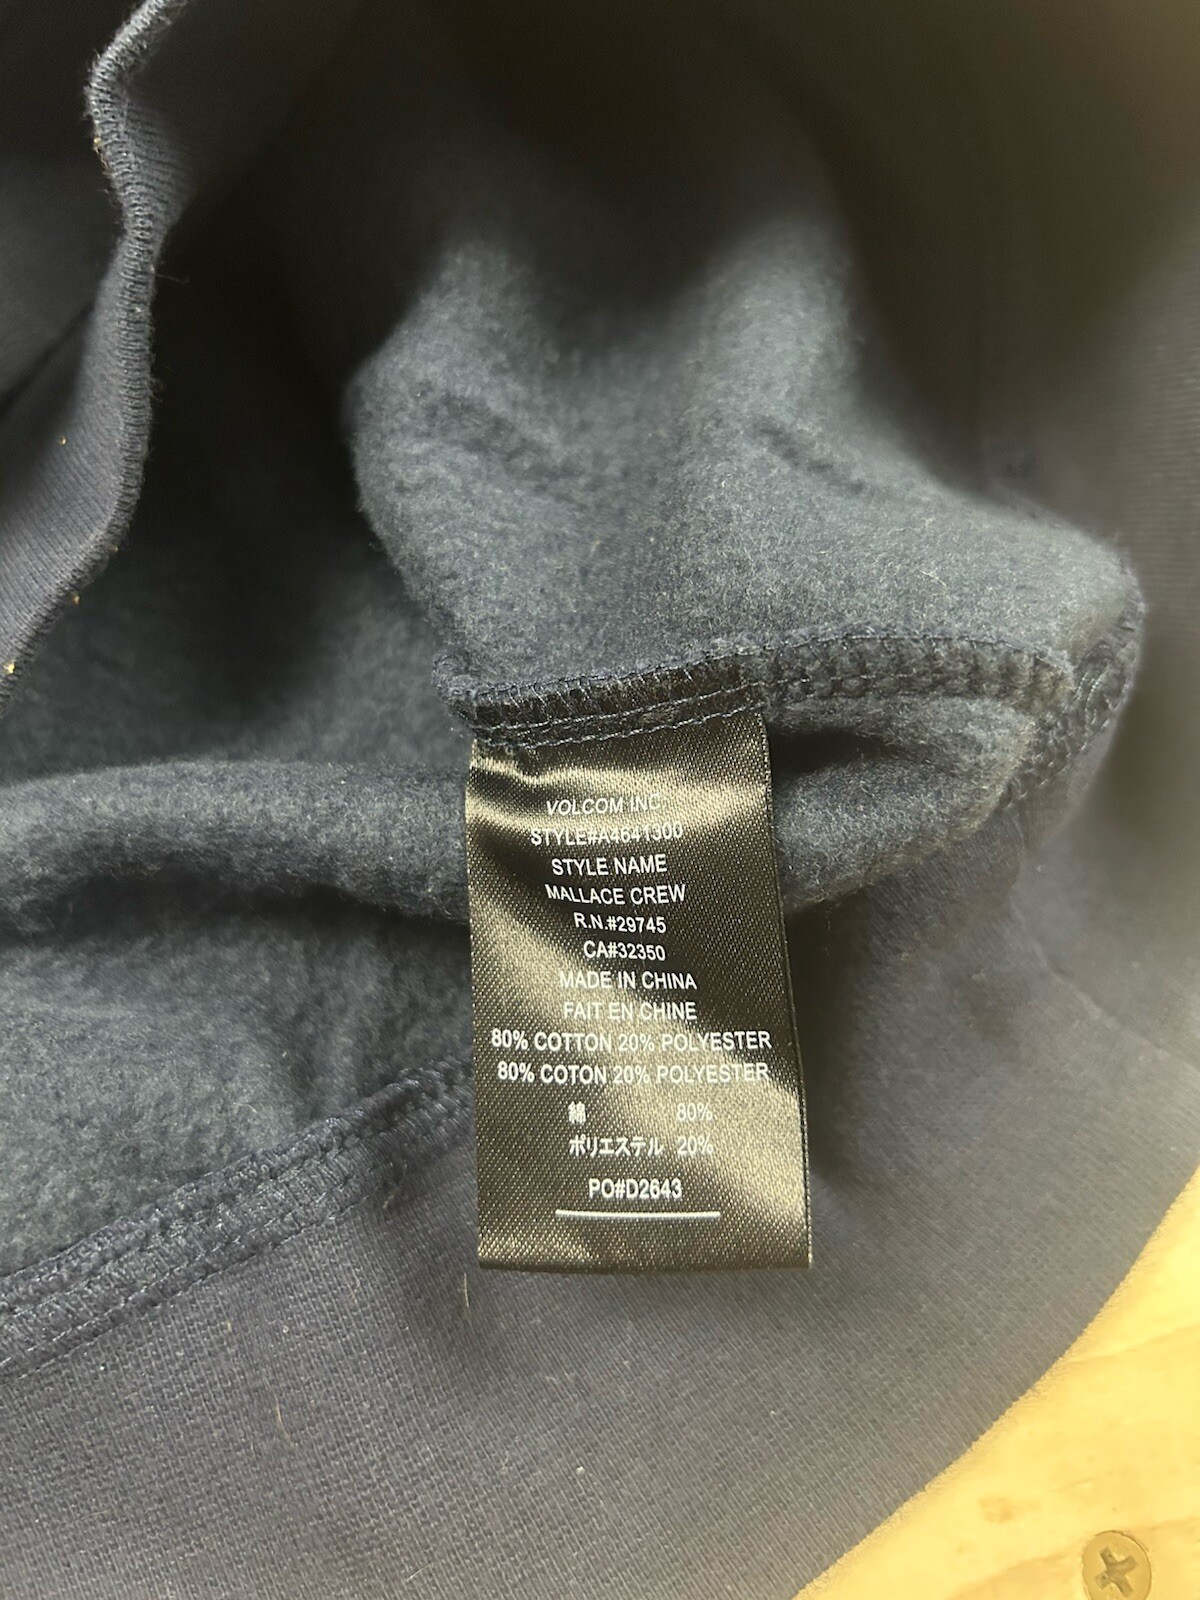 VOLCOM INC
STYLE#A4641300
STYLE NAME
MALLACE CREW
R.N.#29745
CA#32350
MADE IN CHINA
FAIT EN CHINE
80% COTTON 20% POLYESTER
80% COTON 20% POLYESTER
綿 80%
ポリエステル 20%
PO#D2643